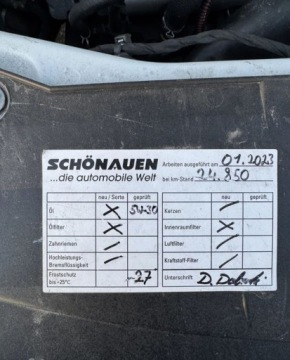 SCHÖNAUEN Arbeiten ausgeführt am 01.2023
...die automobile Welt bei km-Stand 24.850
neu / Sorte geprüft neu geprüft
Öl X 5W-30 Kerzen /
Ölfilter X Innenraumfilter X
Zahnriemen / Luftfilter /
Hochleistungs- Kraftstoff-Filter /
Bremsflüssigkeit /
Frostschutz -27 Unterschrift
bis -25°C